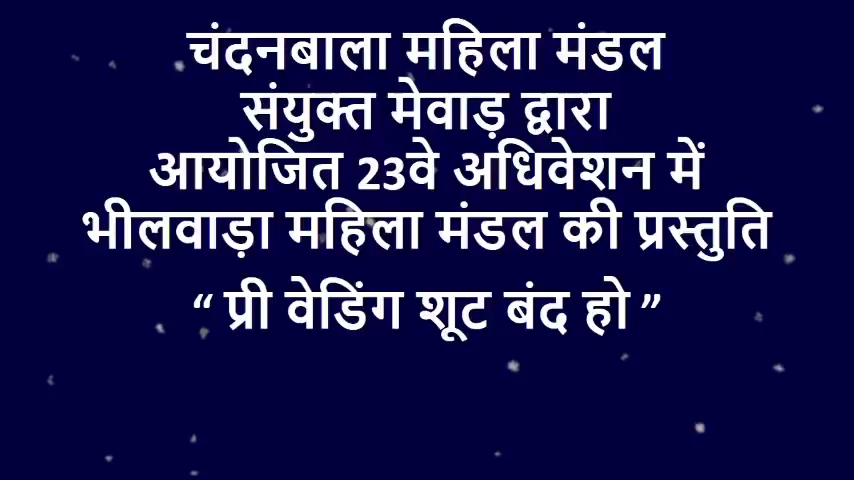 चंदनबाला महिला मंडल
संयुक्त मेवाड़ द्वारा
आयोजित 23वे अधिवेशन में
भीलवाड़ा महिला मंडल की प्रस्तुति
“ प्री वेडिंग शूट बंद हो ”